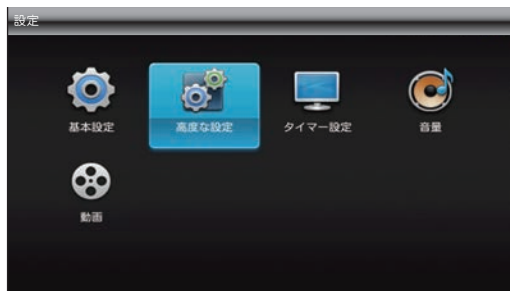 設定
基本設定
高度な設定
タイマー設定
音量
動画